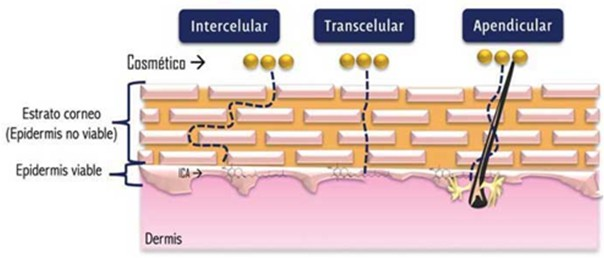 Intercelular
Transcelular
Apendicular
Cosmético →
Estrato corneo
(Epidermis no viable)
Epidermis viable
ICA →
Dermis